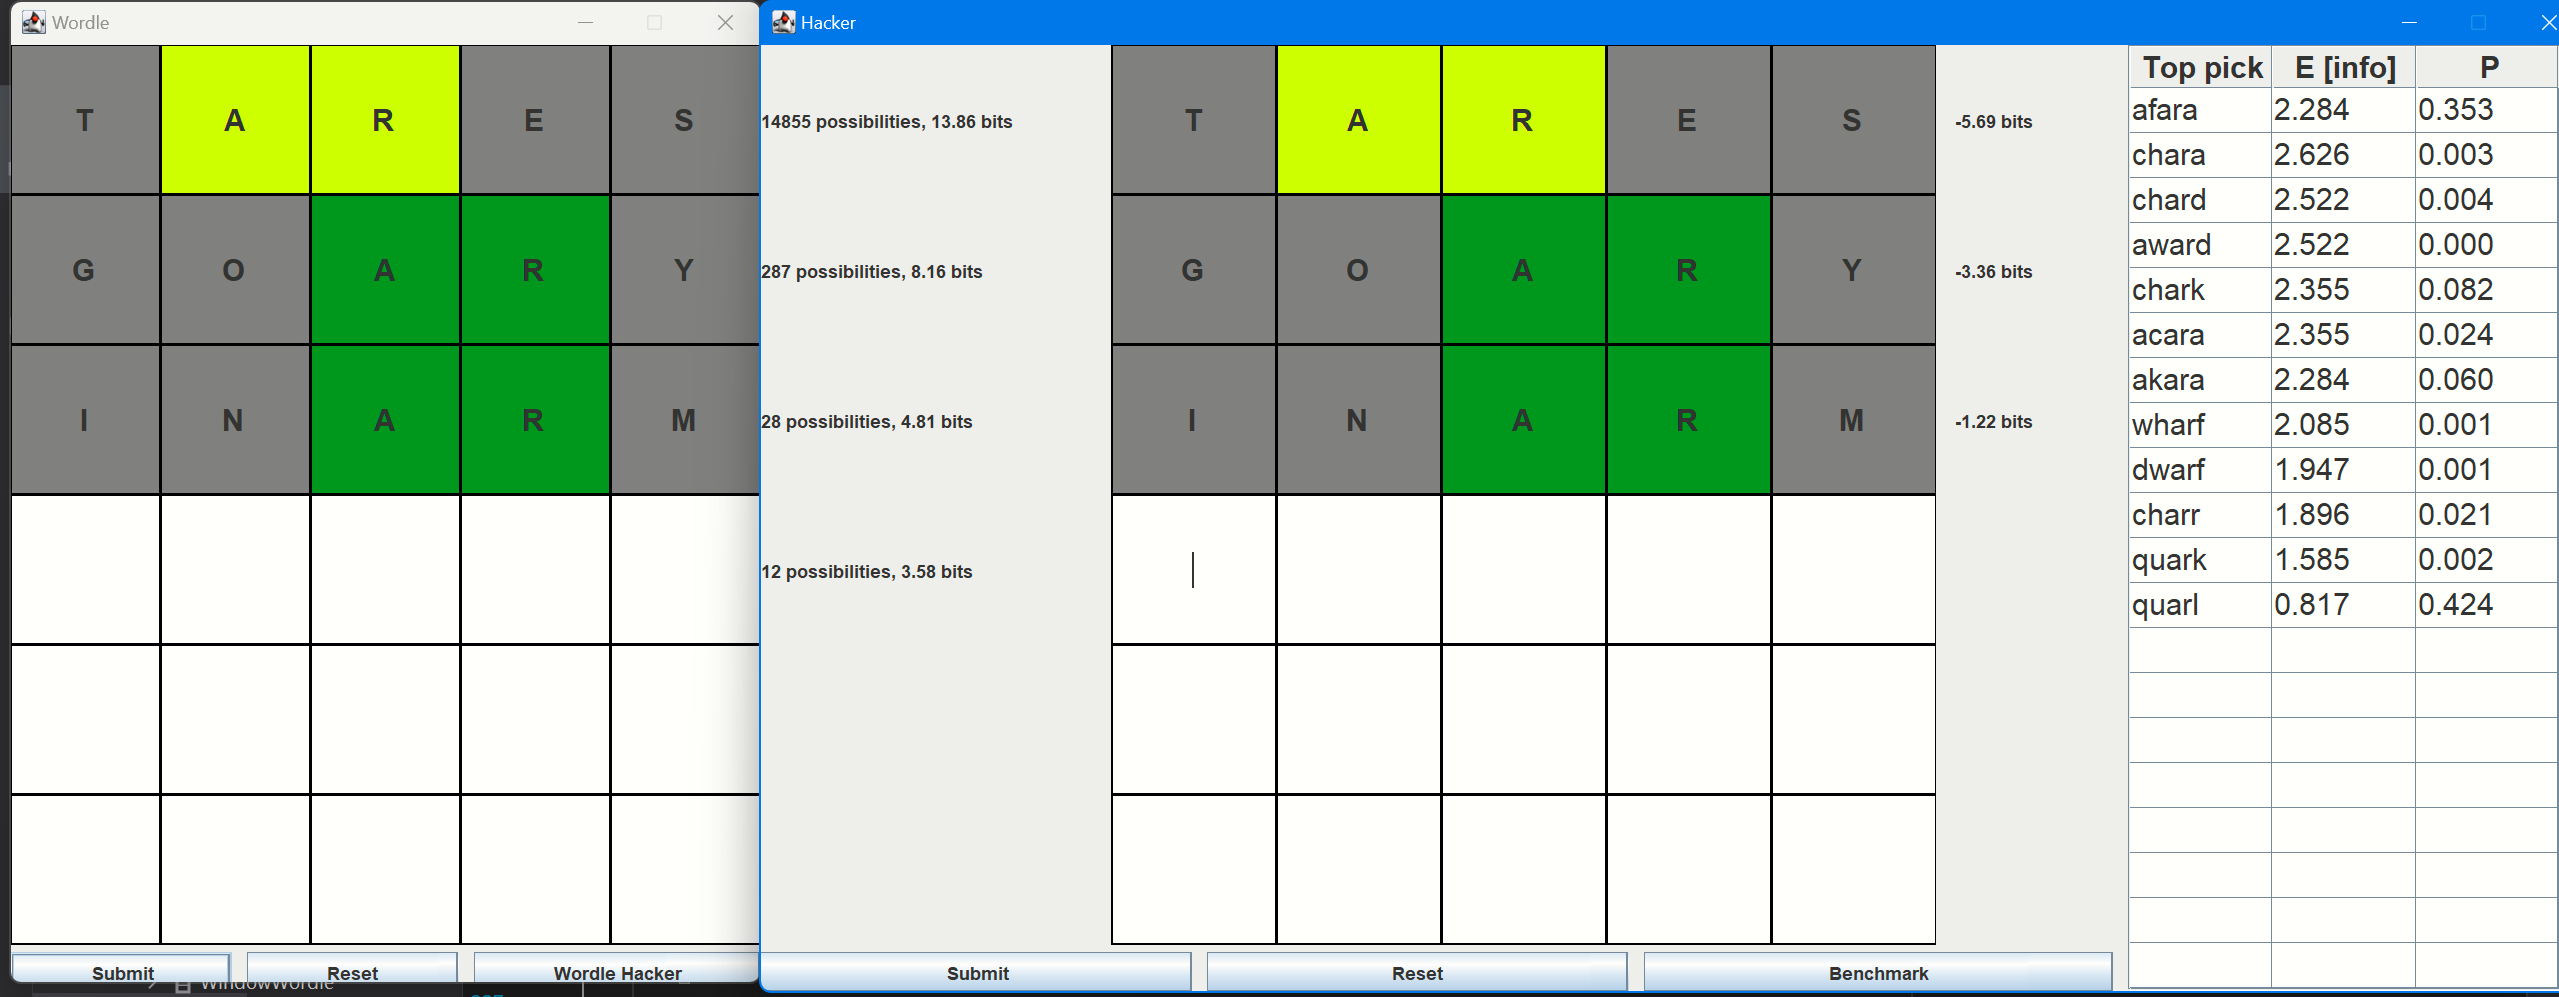 Wordle
T A R E S
G O A R Y
I N A R M
Submit Reset Wordle Hacker
WindowWordle
Hacker
14855 possibilities, 13.86 bits T A R E S -5.69 bits
287 possibilities, 8.16 bits G O A R Y -3.36 bits
28 possibilities, 4.81 bits I N A R M -1.22 bits
12 possibilities, 3.58 bits
Submit Reset Benchmark
Top pick E [info] P
afara 2.284 0.353
chara 2.626 0.003
chard 2.522 0.004
award 2.522 0.000
chark 2.355 0.082
acara 2.355 0.024
akara 2.284 0.060
wharf 2.085 0.001
dwarf 1.947 0.001
charr 1.896 0.021
quark 1.585 0.002
quarl 0.817 0.424